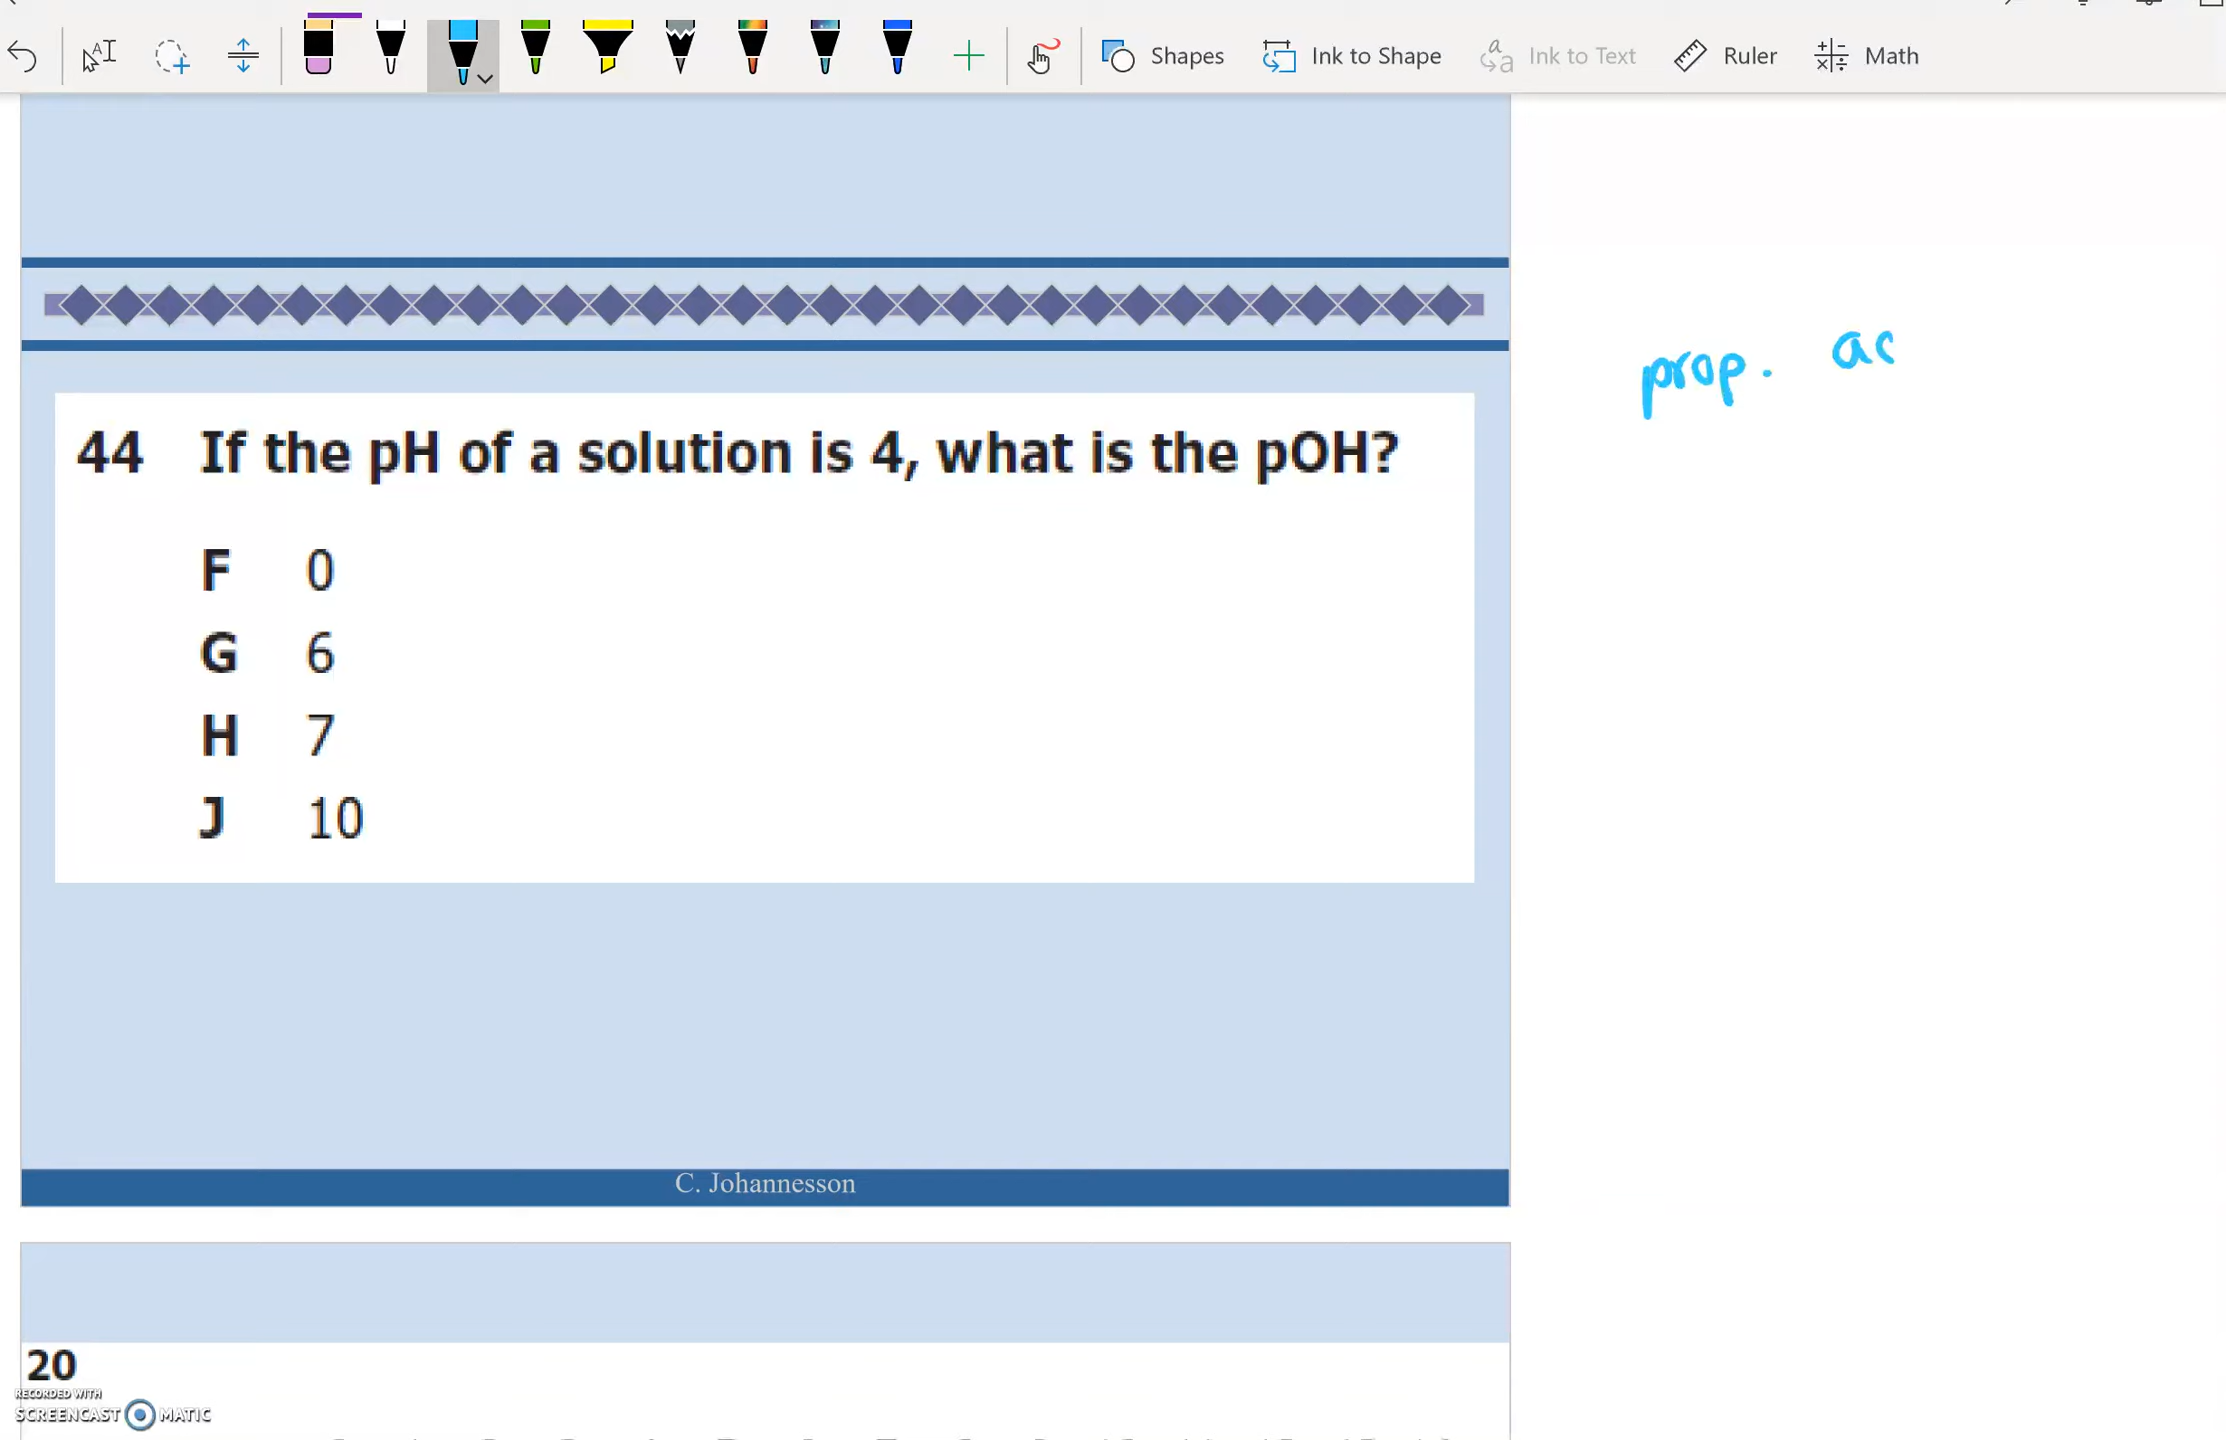 Shapes Ink to Shape Ink to Text Ruler Math
prop. ac
44 If the pH of a solution is 4, what is the pOH?
F 0
G 6
H 7
J 10
C. Johannesson
20
RECORDED WITH
SCREENCAST MATIC